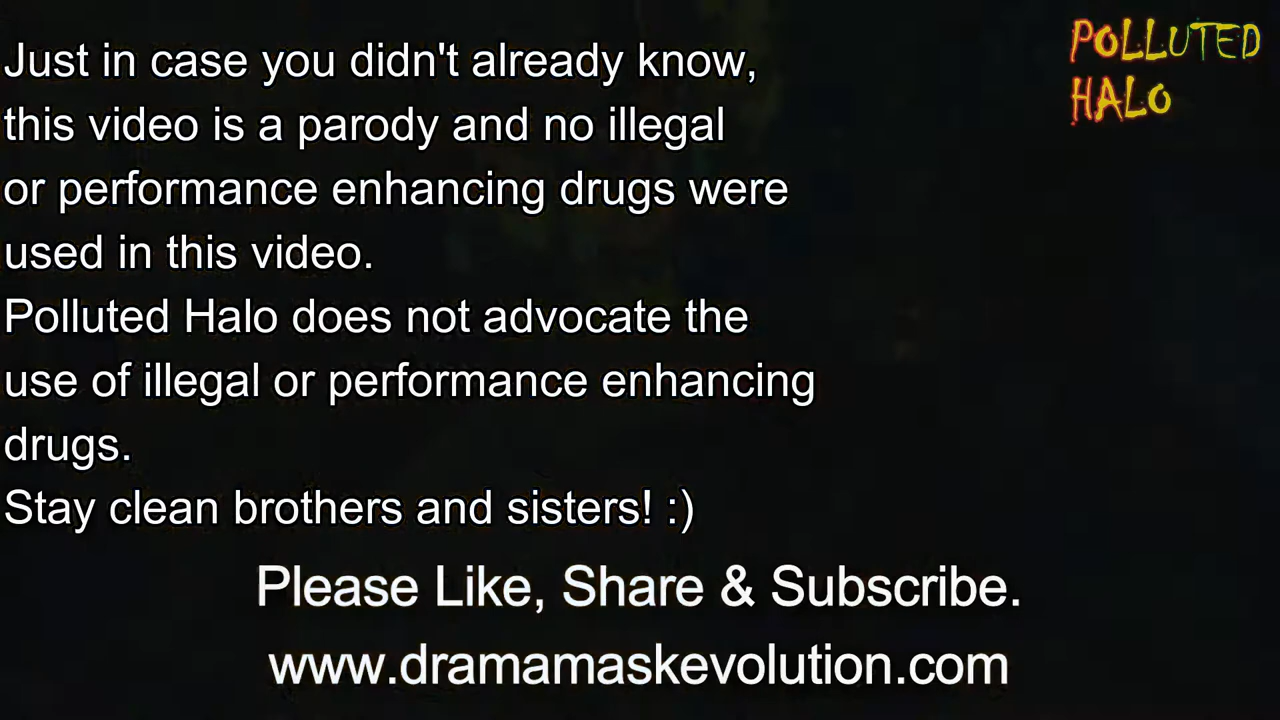 POLLUTED
HALO
Just in case you didn't already know,
this video is a parody and no illegal
or performance enhancing drugs were
used in this video.
Polluted Halo does not advocate the
use of illegal or performance enhancing
drugs.
Stay clean brothers and sisters! :)
Please Like, Share & Subscribe.
www.dramamaskevolution.com